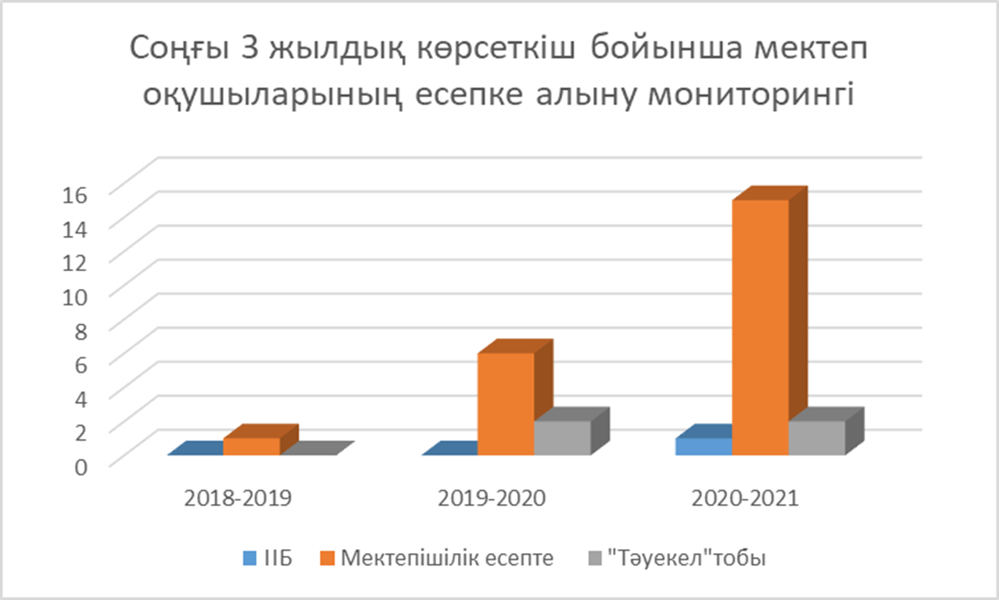 Соңғы 3 жылдық көрсеткіш бойынша мектеп
оқушыларының есепке алыну мониторингі
16
14
12
10
8
6
4
2
0
2018-2019
2019-2020
2020-2021
ІІБ
Мектепішілік есепте
"Тәуекел"тобы